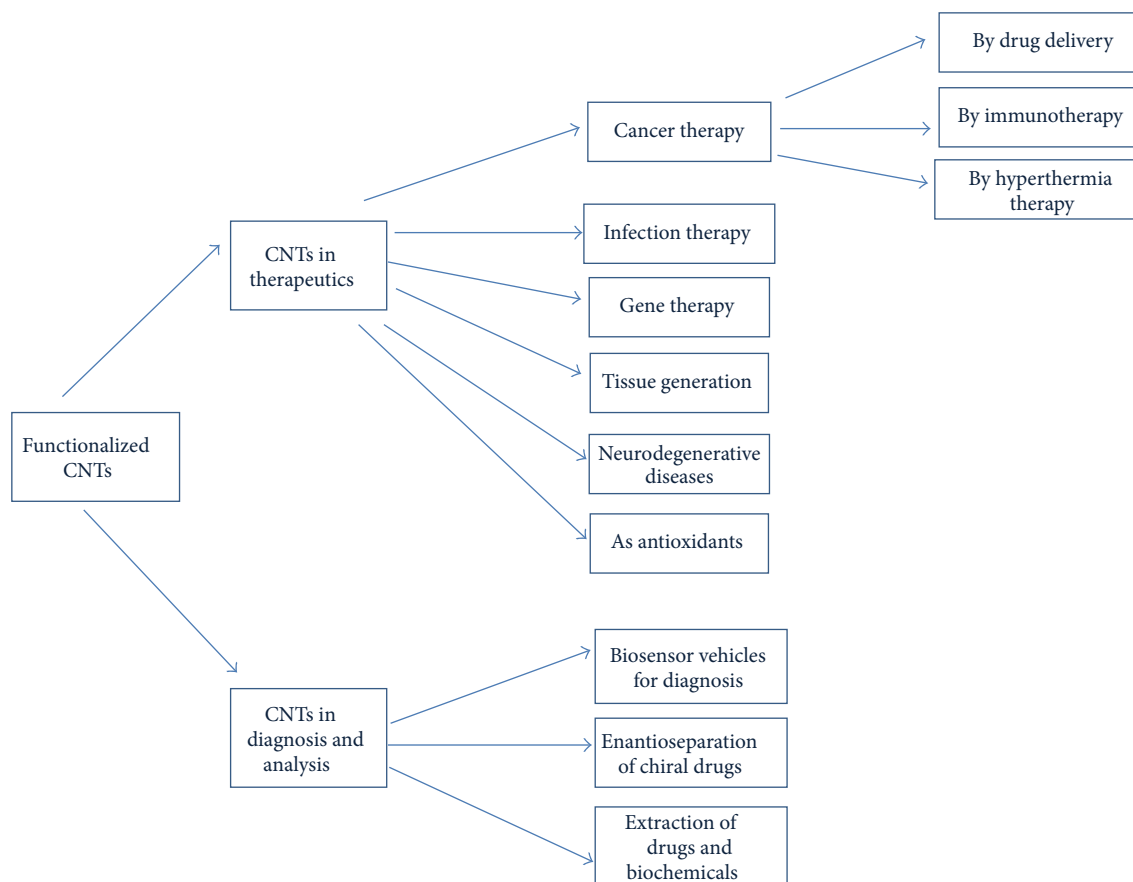 By drug delivery
By immunotherapy
By hyperthermia
therapy
Cancer therapy
Infection therapy
CNTs in
therapeutics
Gene therapy
Tissue generation
Functionalized
CNTs
Neurodegenerative
diseases
As antioxidants
Biosensor vehicles
for diagnosis
CNTs in
diagnosis and
analysis
Enantioseparation
of chiral drugs
Extraction of
drugs and
biochemicals